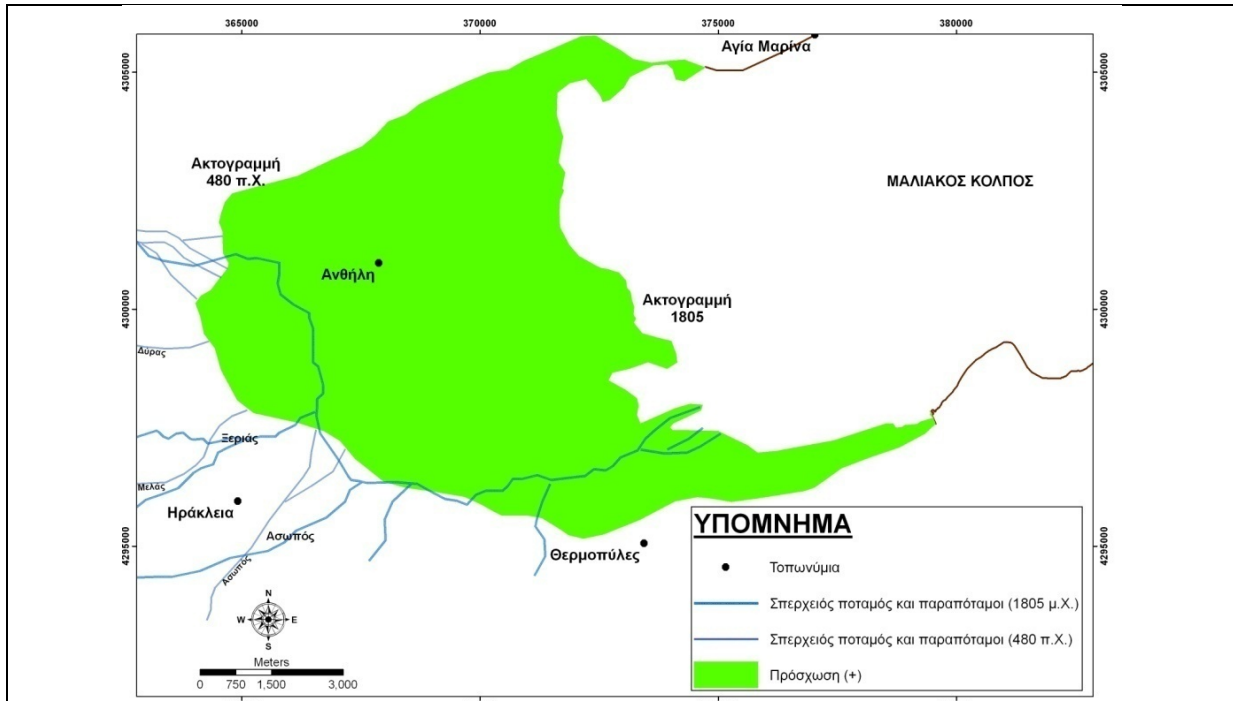 365000
370000
375000
380000
Αγία Μαρίνα
4305000
4305000
Ακτογραμμή
480 π.Χ.
ΜΑΛΙΑΚΟΣ ΚΟΛΠΟΣ
Ανθήλη
Ακτογραμμή
1805
4300000
4300000
Δύρας
Ξεριάς
Μελάς
Ηράκλεια
Ασωπός
Ασωπός
Θερμοπύλες
4295000
4295000
ΥΠΟΜΝΗΜΑ
Τοπωνύμια
Σπερχειός ποταμός και παραπόταμοι (1805 μ.Χ.)
Σπερχειός ποταμός και παραπόταμοι (480 π.Χ.)
Πρόσχωση (+)
N
W
E
S
Meters
0 750 1,500 3,000